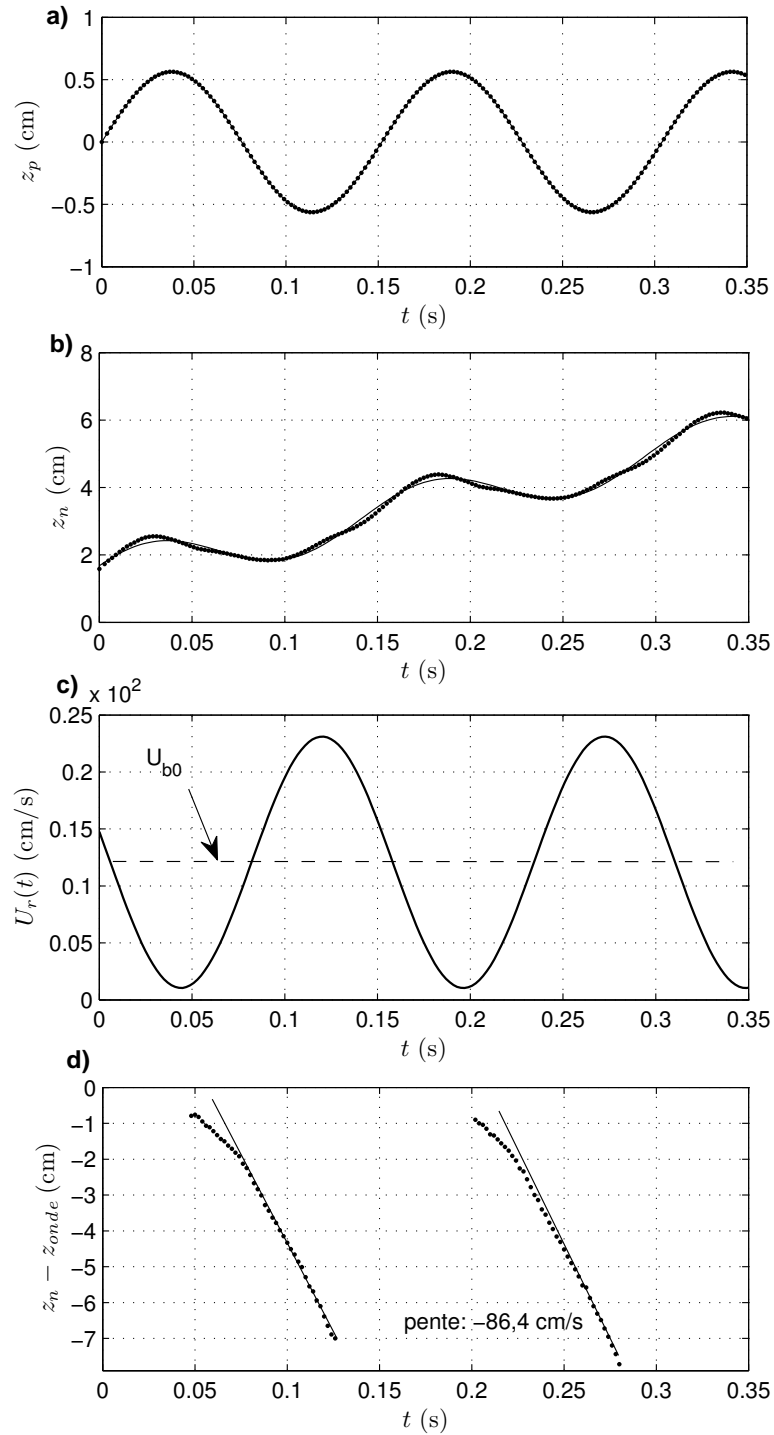 a)
1
0.5
0
−0.5
−1
z_p (cm)
0 0.05 0.1 0.15 0.2 0.25 0.3 0.35
t (s)
b)
8
6
4
2
0
z_n (cm)
0 0.05 0.1 0.15 0.2 0.25 0.3 0.35
t (s)
c)
x 10²
0.25
0.2
0.15
0.1
0.05
0
U_r(t) (cm/s)
U_b0
0 0.05 0.1 0.15 0.2 0.25 0.3 0.35
t (s)
d)
0
−1
−2
−3
−4
−5
−6
−7
z_n − z_onde (cm)
pente: −86,4 cm/s
0 0.05 0.1 0.15 0.2 0.25 0.3 0.35
t (s)